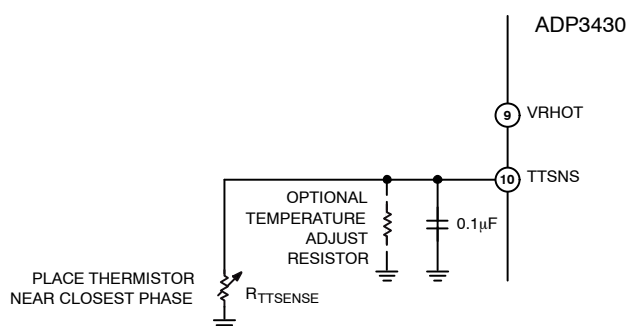 ADP3430
9 VRHOT
10 TTSNS
OPTIONAL
TEMPERATURE
ADJUST
RESISTOR
0.1μF
PLACE THERMISTOR
NEAR CLOSEST PHASE
RTTSENSE